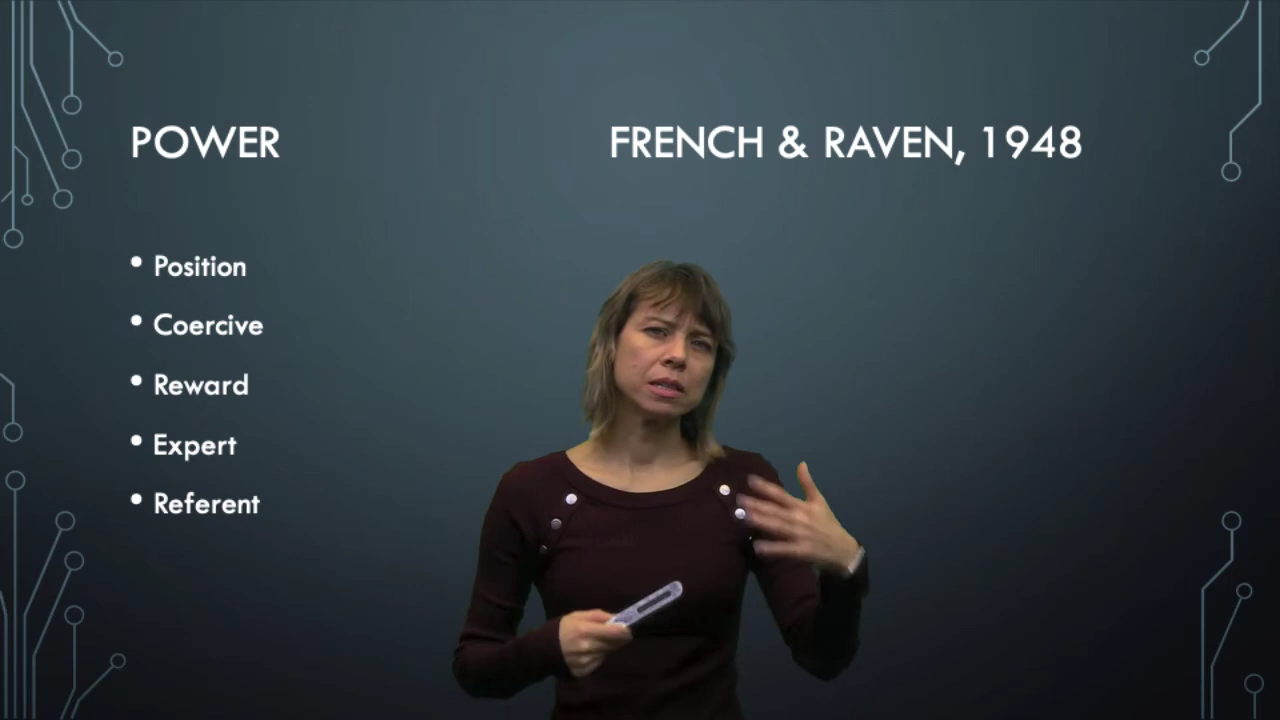 POWER
FRENCH & RAVEN, 1948
• Position
• Coercive
• Reward
• Expert
• Referent